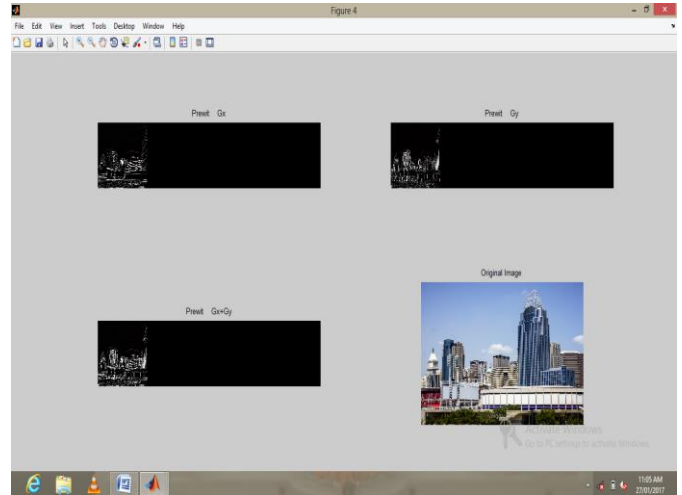 Figure 4
File Edit View Insert Tools Desktop Window Help
Prewit Gx
Prewit Gy
Original Image
Prewit Gx+Gy
Activate Windows
Go to PC settings to activate Windows.
11:05 AM
27/01/2017